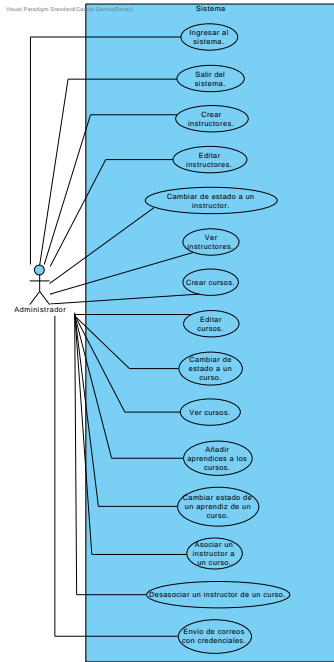 Visual Paradigm Standard(Camilo Garcia(Sena))
Sistema
Ingresar al
sistema.
Salir del
sistema.
Crear
instructores.
Editar
instructores.
Cambiar de estado a un
instructor.
Ver
instructores.
Crear cursos.
Administrador
Editar
cursos.
Cambiar de
estado a un
curso.
Ver cursos.
Añadir
aprendices a los
cursos.
Cambiar estado de
un aprendiz de un
curso.
Asociar un
instructor a
un curso.
Desasociar un instructor de un curso.
Envio de correos
con credenciales.